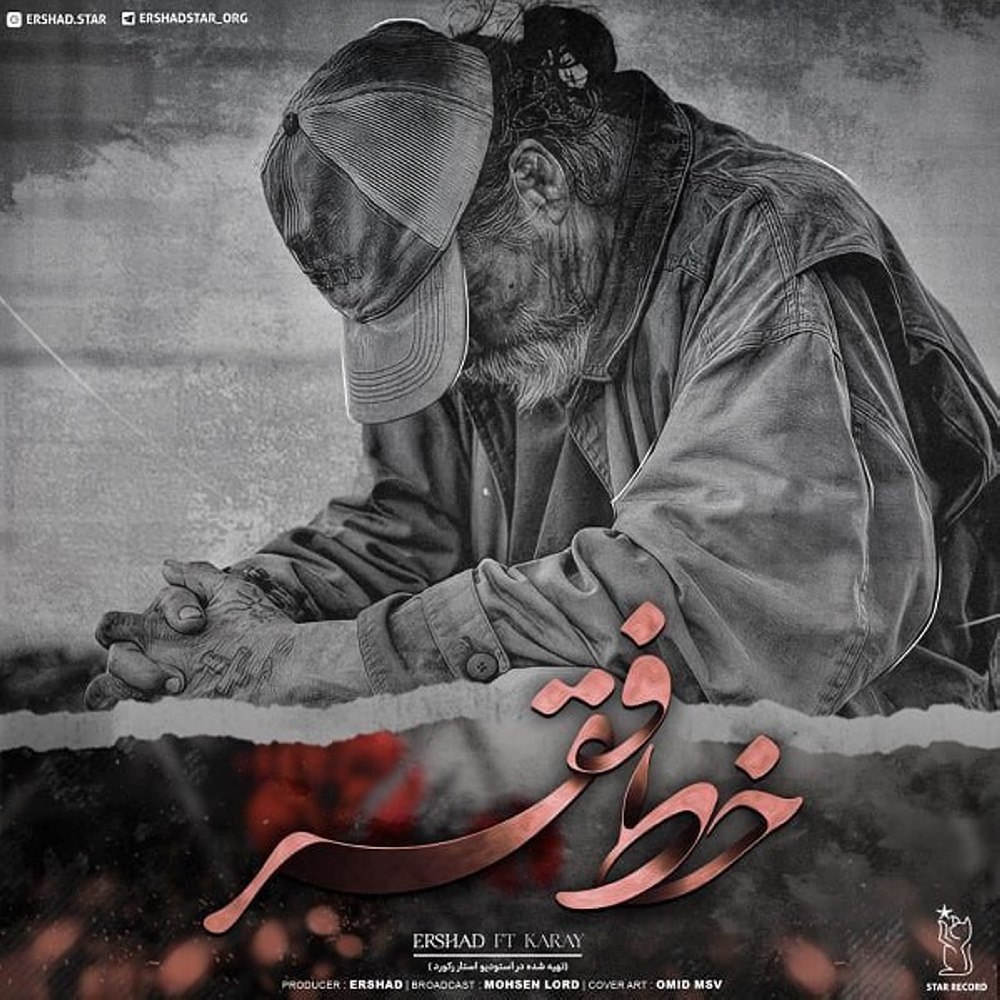 ERSHAD.STAR ERSHADSTAR_ORG
خط فقر
ERSHAD FT KARAY
(تهیه شده در استودیو استار رکورد)
PRODUCER : ERSHAD | BROADCAST : MOHSEN LORD | COVER ART : OMID MSV
STAR RECORD